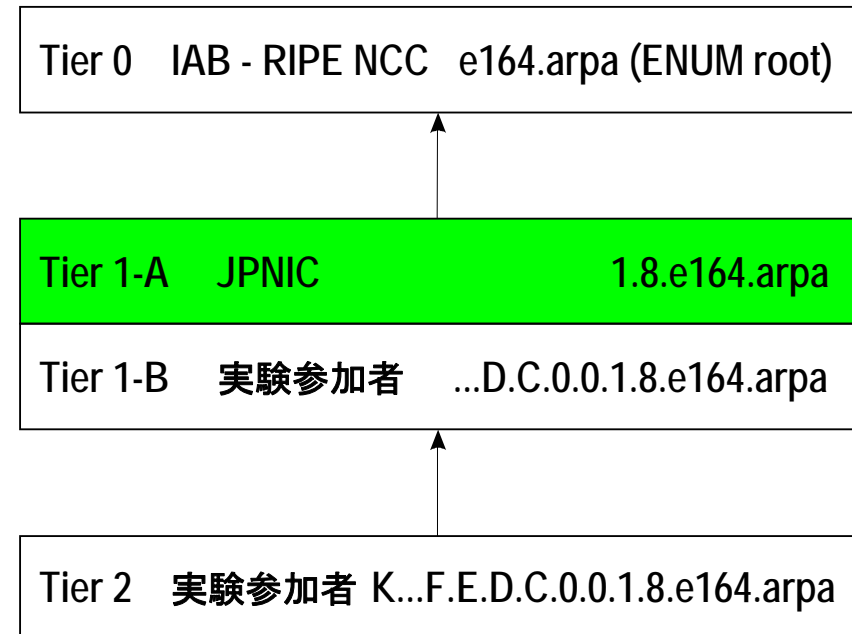 Tier 0 IAB - RIPE NCC e164.arpa (ENUM root)
Tier 1-A JPNIC 1.8.e164.arpa
Tier 1-B 実験参加者 ...D.C.0.0.1.8.e164.arpa
Tier 2 実験参加者 K...F.E.D.C.0.0.1.8.e164.arpa